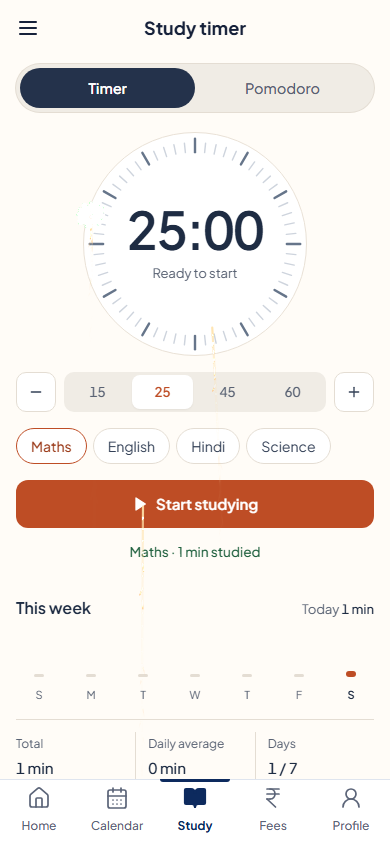 Study timer
Timer Pomodoro
25:00
Ready to start
− 15 25 45 60 +
Maths English Hindi Science
Start studying
Maths · 1 min studied
This week Today 1 min
S M T W T F S
Total Daily average Days
1 min 0 min 1 / 7
Home Calendar Study Fees Profile